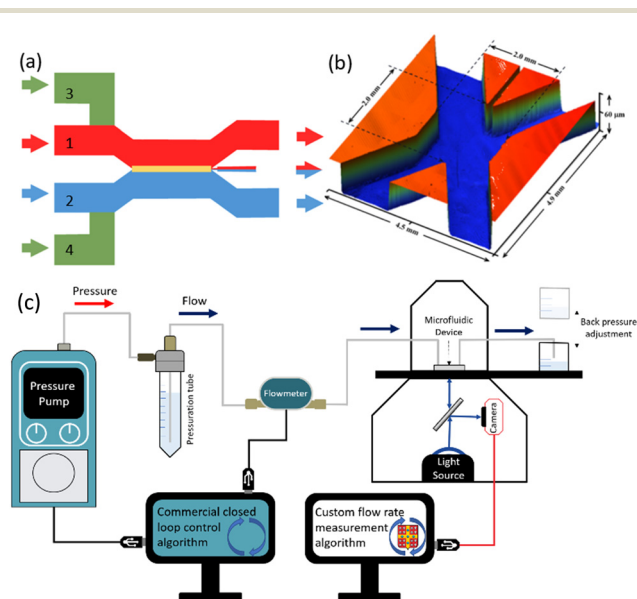 (a)
3
1
2
4
(b)
2.0 mm
2.0 mm
60 μm
4.9 mm
4.5 mm
(c)
Pressure
Flow
Pressure
Pump
Pressuration tube
Flowmeter
Microfluidic
Device
Back pressure
adjustment
Camera
Light
Source
Commercial closed
loop control
algorithm
Custom flow rate
measurement
algorithm